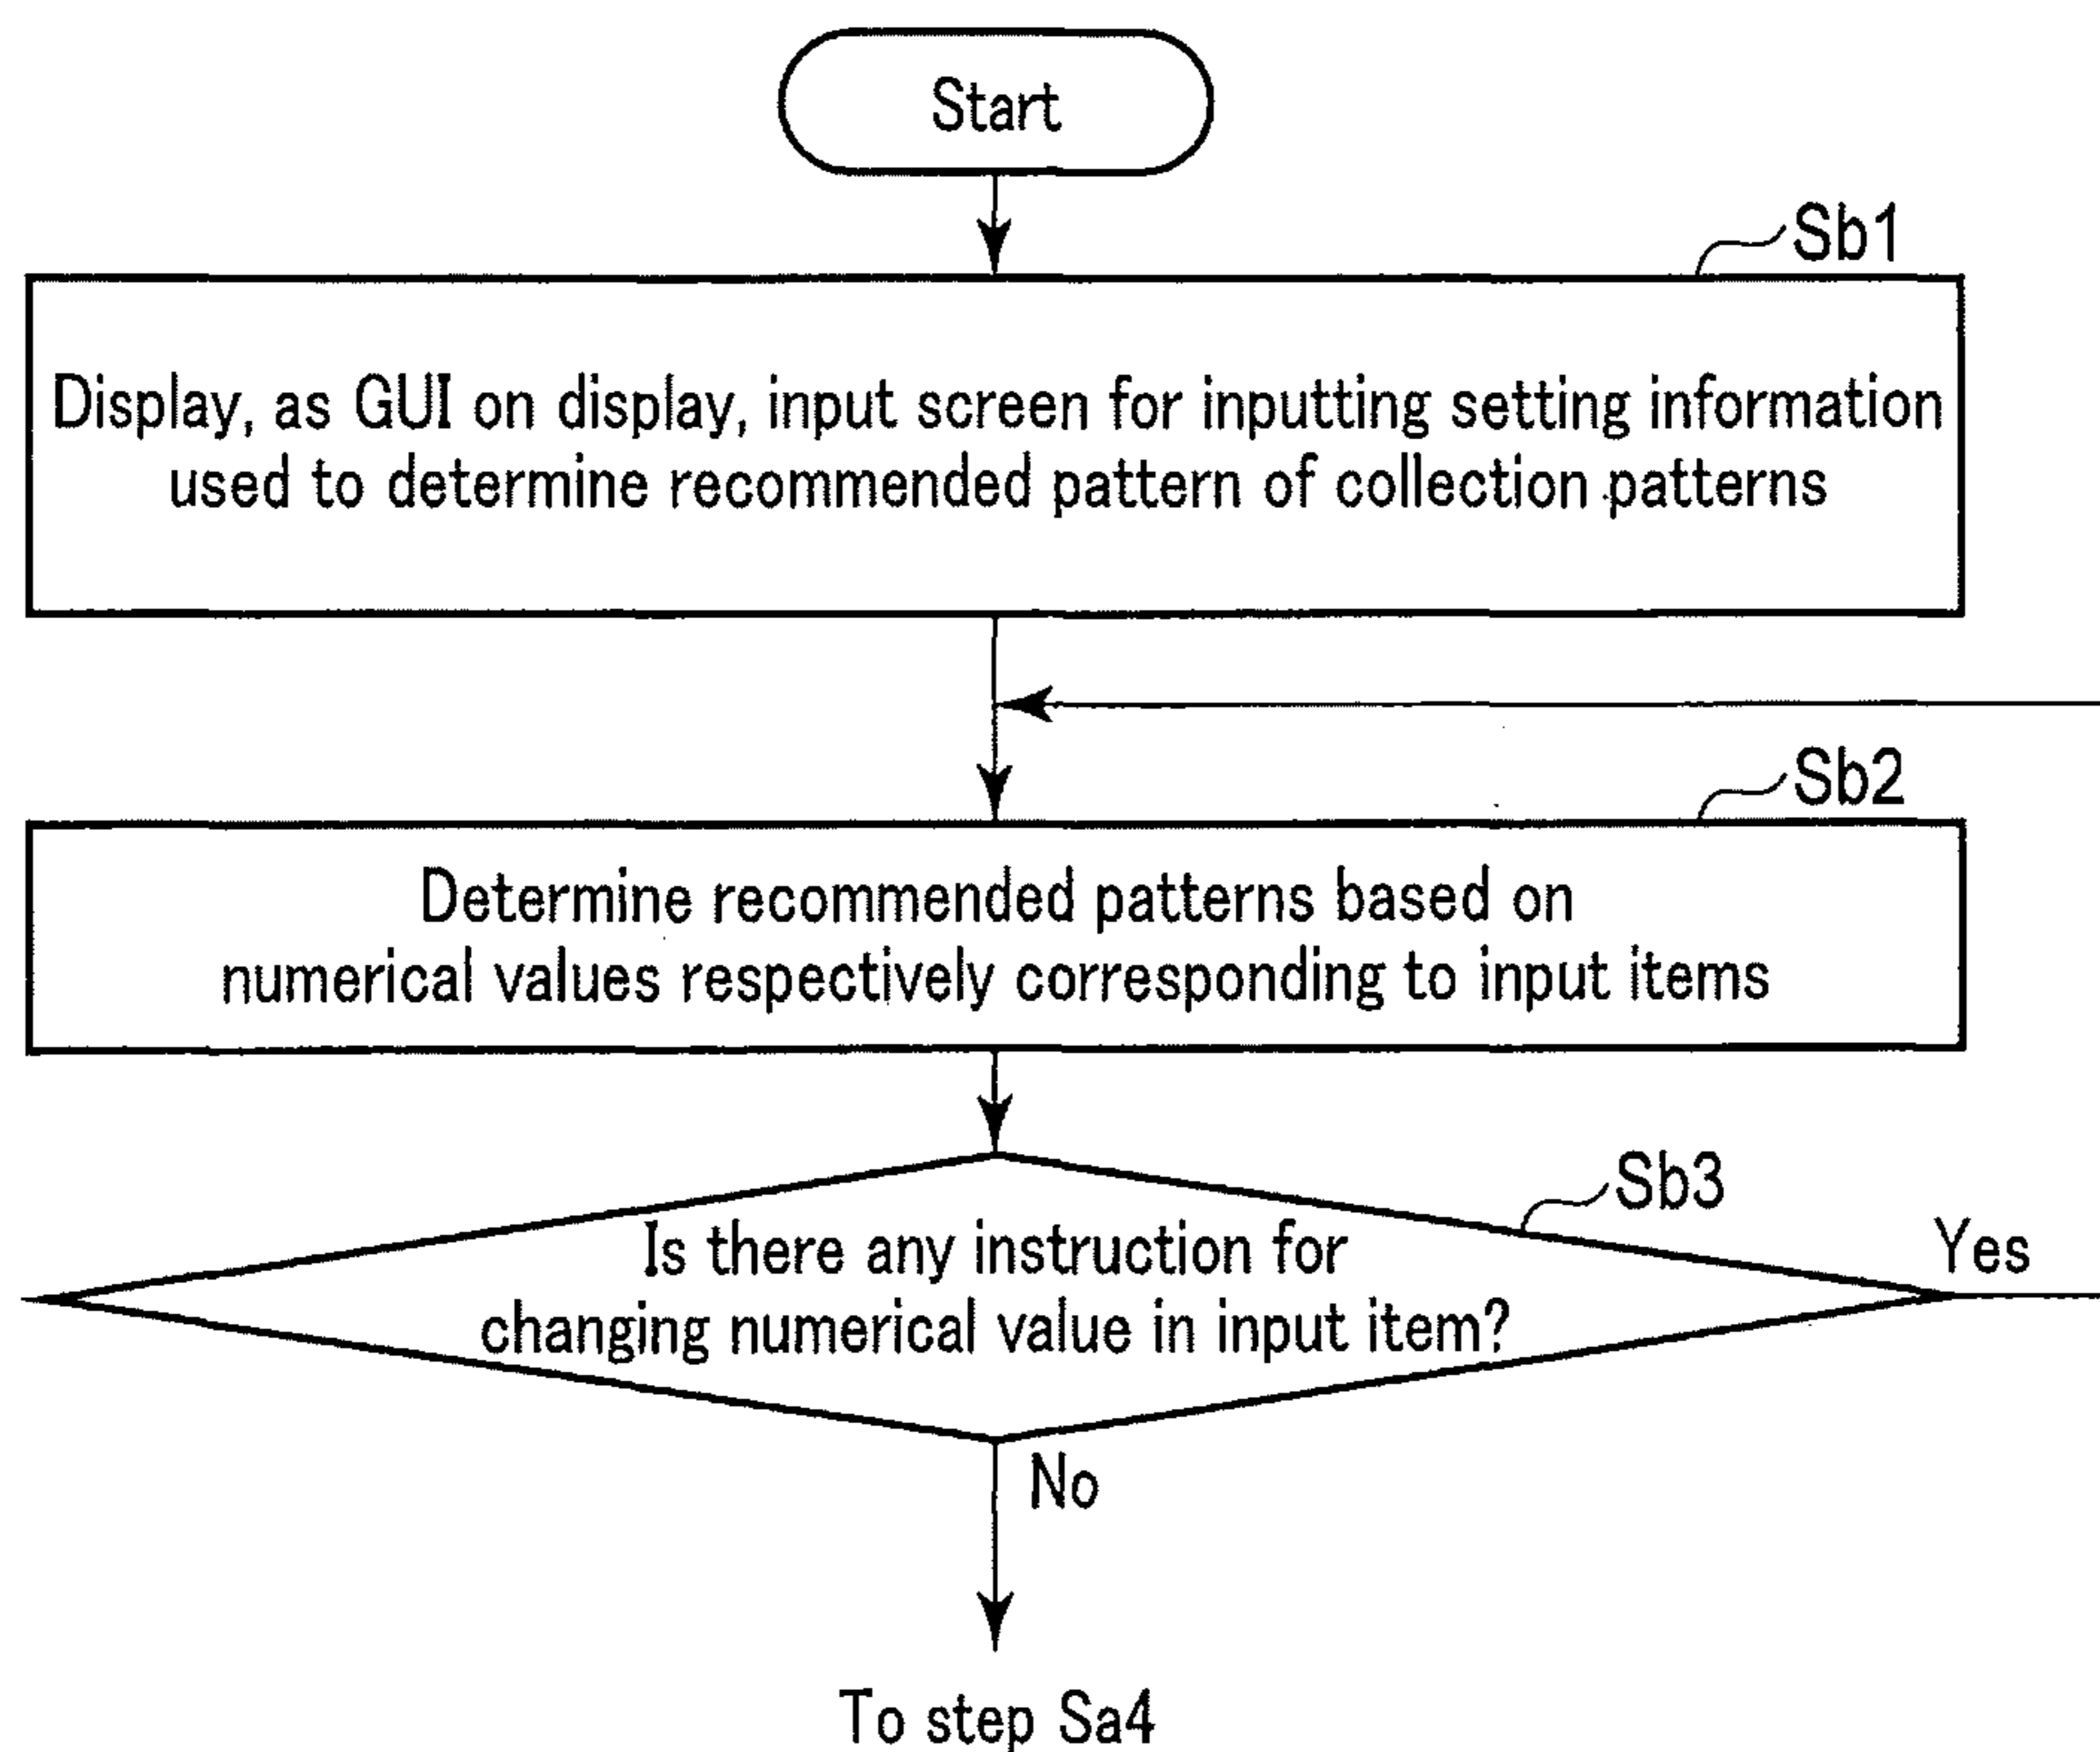 Start
Sb1
Display, as GUI on display, input screen for inputting setting information
used to determine recommended pattern of collection patterns
Sb2
Determine recommended patterns based on
numerical values respectively corresponding to input items
Sb3
Is there any instruction for
changing numerical value in input item?
Yes
No
To step Sa4